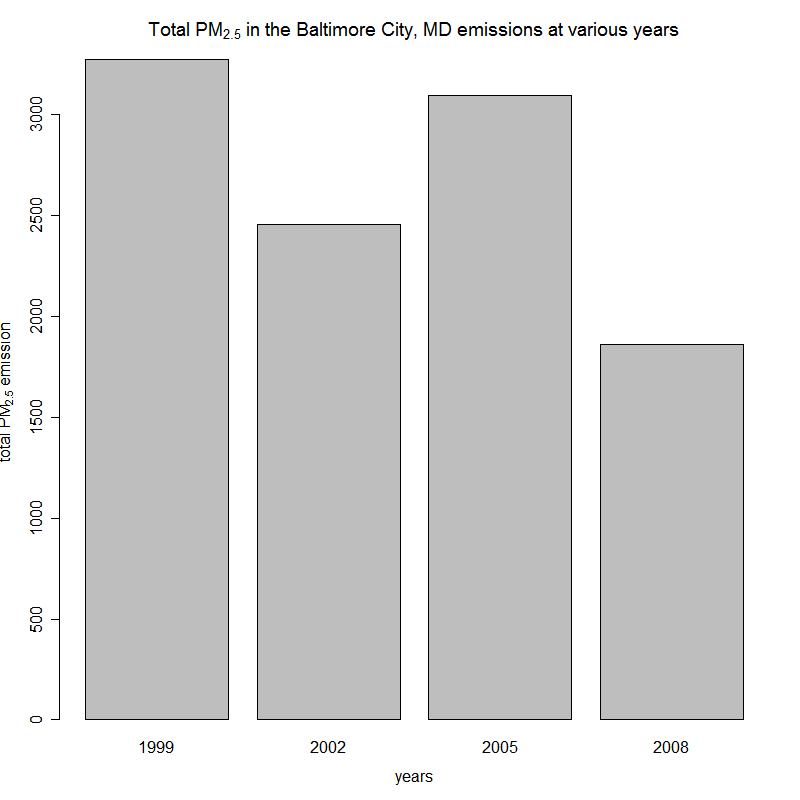 Total PM2.5 in the Baltimore City, MD emissions at various years
total PM2.5 emission
3000
2500
2000
1500
1000
500
0
1999 2002 2005 2008
years